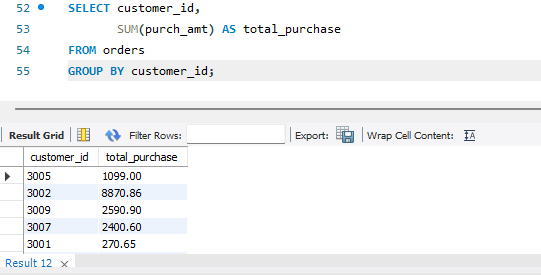 52 SELECT customer_id,
53 SUM(purch_amt) AS total_purchase
54 FROM orders
55 GROUP BY customer_id;
Result Grid Filter Rows: Export: Wrap Cell Content: IA
customer_id total_purchase
3005 1099.00
3002 8870.86
3009 2590.90
3007 2400.60
3001 270.65
Result 12 ×